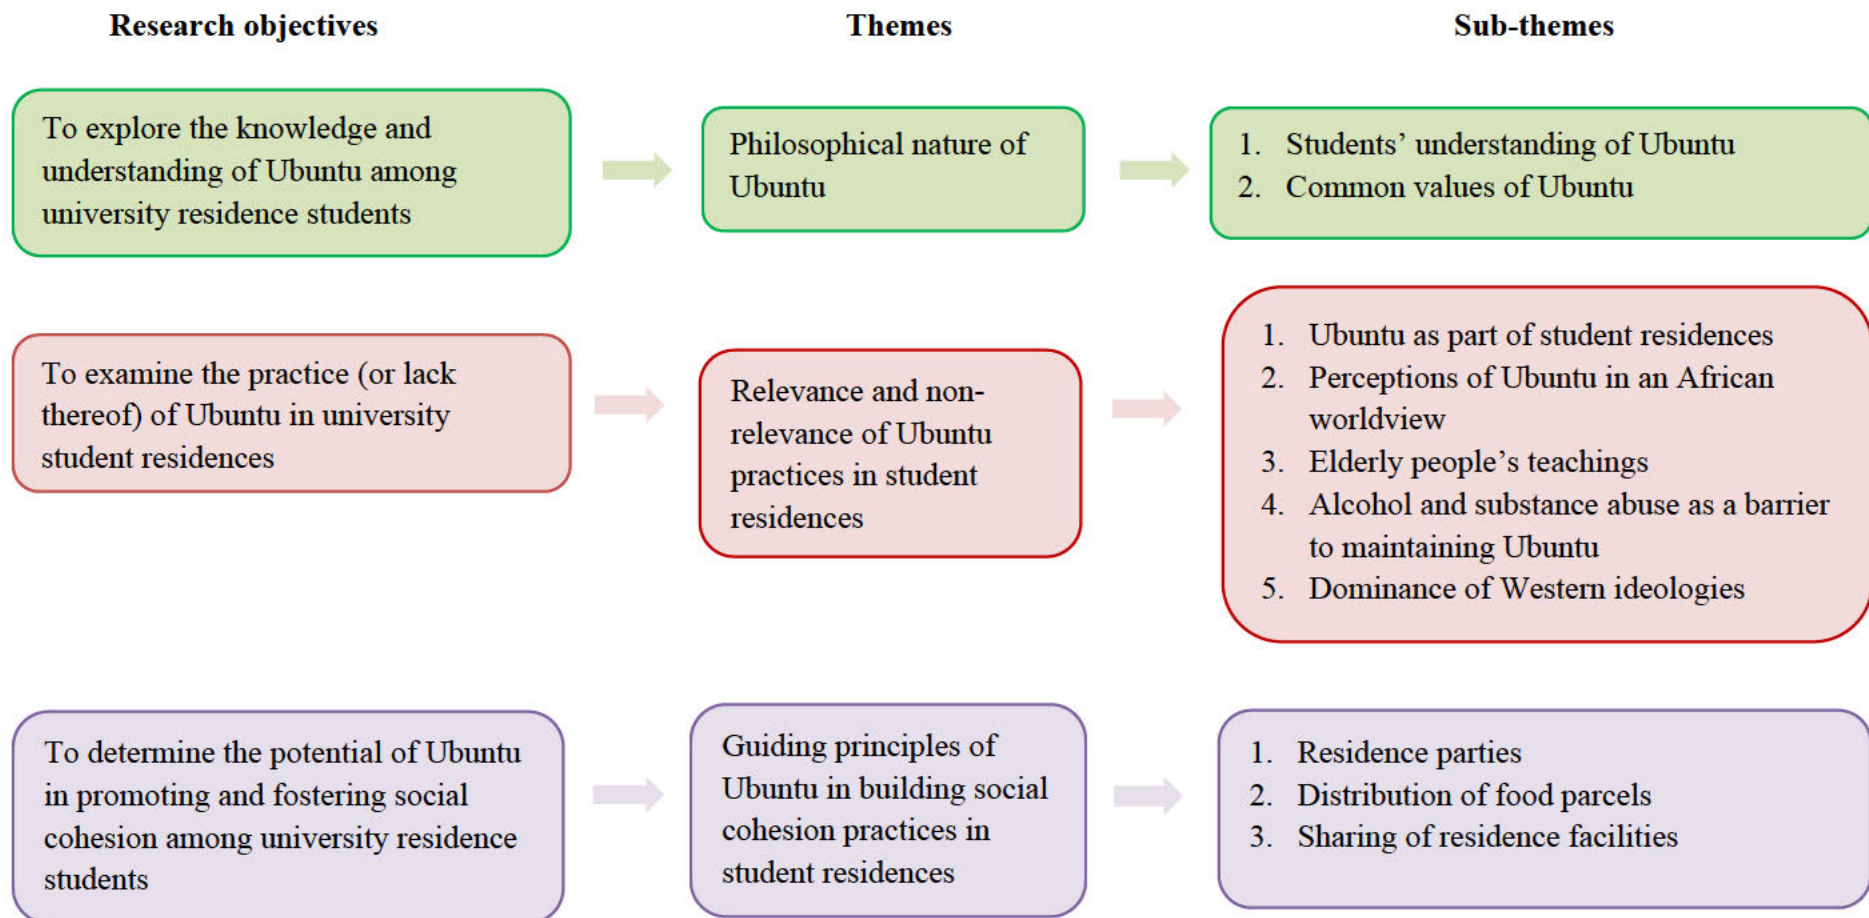 Research objectives
Themes
Sub-themes
To explore the knowledge and
understanding of Ubuntu among
university residence students
Philosophical nature of
Ubuntu
1. Students’ understanding of Ubuntu
2. Common values of Ubuntu
To examine the practice (or lack
thereof) of Ubuntu in university
student residences
Relevance and non-
relevance of Ubuntu
practices in student
residences
1. Ubuntu as part of student residences
2. Perceptions of Ubuntu in an African
worldview
3. Elderly people’s teachings
4. Alcohol and substance abuse as a barrier
to maintaining Ubuntu
5. Dominance of Western ideologies
To determine the potential of Ubuntu
in promoting and fostering social
cohesion among university residence
students
Guiding principles of
Ubuntu in building social
cohesion practices in
student residences
1. Residence parties
2. Distribution of food parcels
3. Sharing of residence facilities